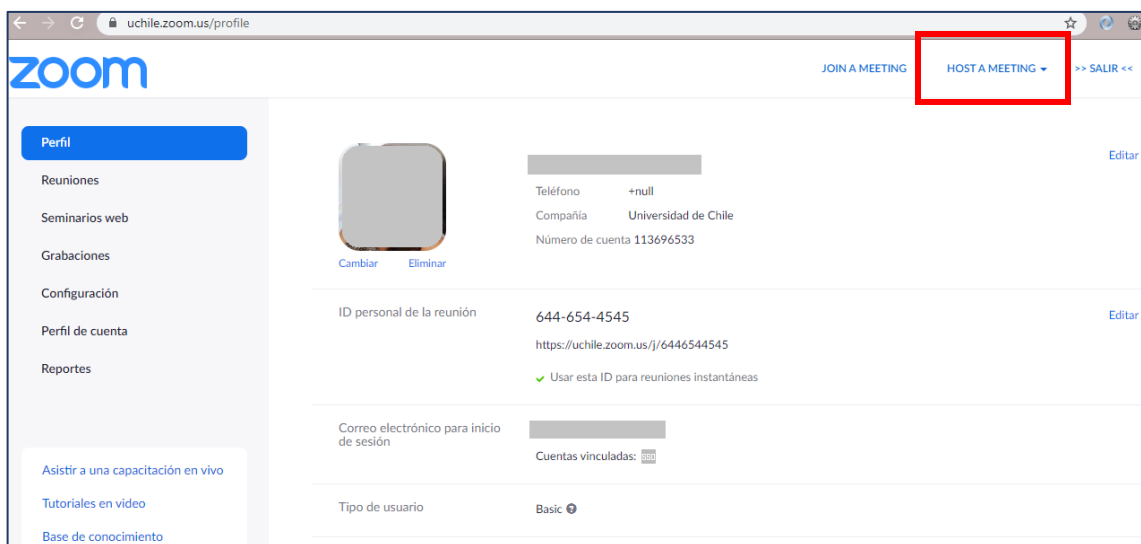 uchile.zoom.us/profile
zoom
JOIN A MEETING
HOST A MEETING
>> SALIR <<
Perfil
Reuniones
Seminarios web
Grabaciones
Configuración
Perfil de cuenta
Reportes
Asistir a una capacitación en vivo
Tutoriales en video
Base de conocimiento
Cambiar Eliminar
Editar
Teléfono +null
Compañía Universidad de Chile
Número de cuenta 113696533
ID personal de la reunión
644-654-4545
Editar
https://uchile.zoom.us/j/6446544545
Usar esta ID para reuniones instantáneas
Correo electrónico para inicio
de sesión
Cuentas vinculadas: SSO
Tipo de usuario Basic